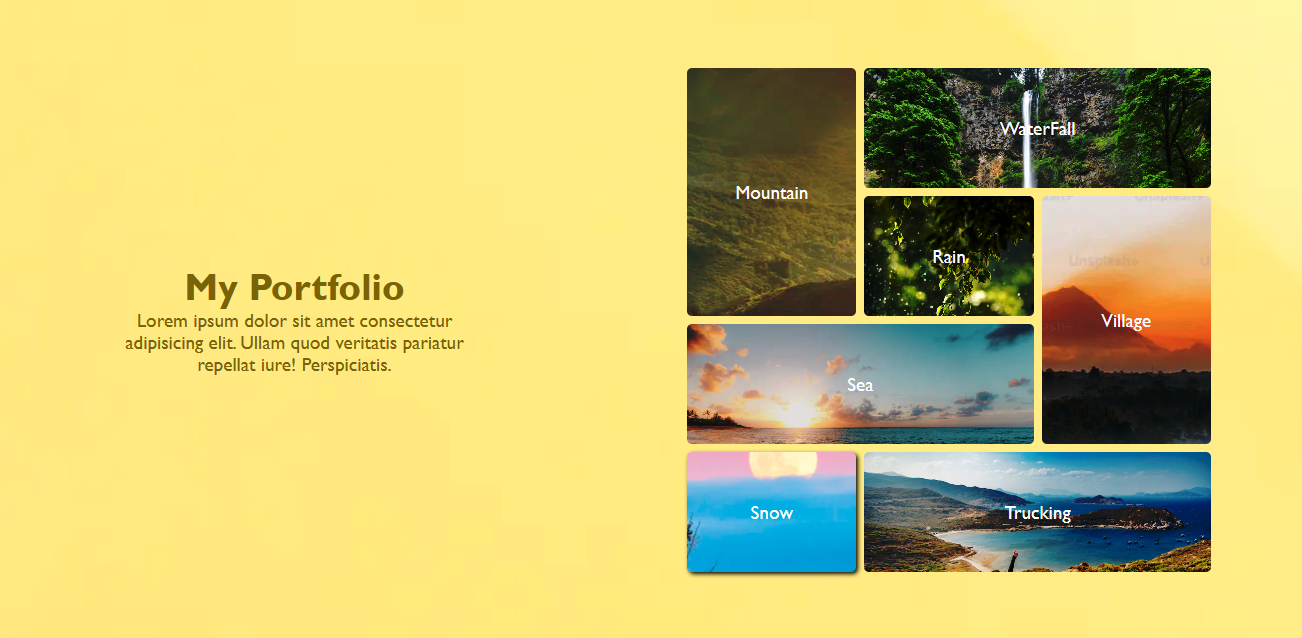 My Portfolio
Lorem ipsum dolor sit amet consectetur
adipisicing elit. Ullam quod veritatis pariatur
repellat iure! Perspiciatis.
Mountain
WaterFall
Rain
Unsplash+
Village
Sea
Snow
Trucking